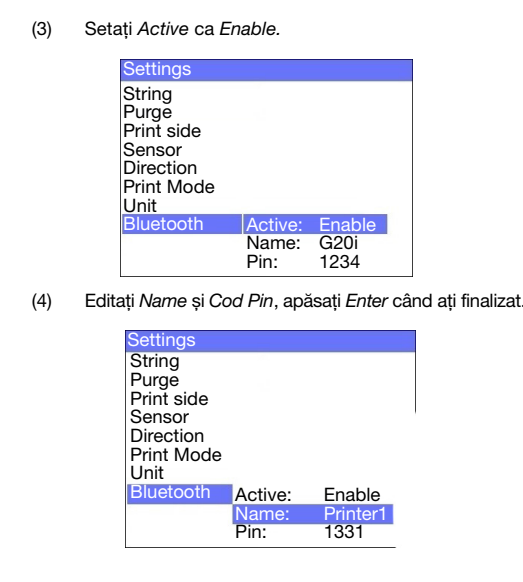 (3) Setați Active ca Enable.
Settings
String
Purge
Print side
Sensor
Direction
Print Mode
Unit
Bluetooth Active: Enable
Name: G20i
Pin: 1234
(4) Editați Name și Cod Pin, apăsați Enter când ați finalizat.
Settings
String
Purge
Print side
Sensor
Direction
Print Mode
Unit
Bluetooth Active: Enable
Name: Printer1
Pin: 1331